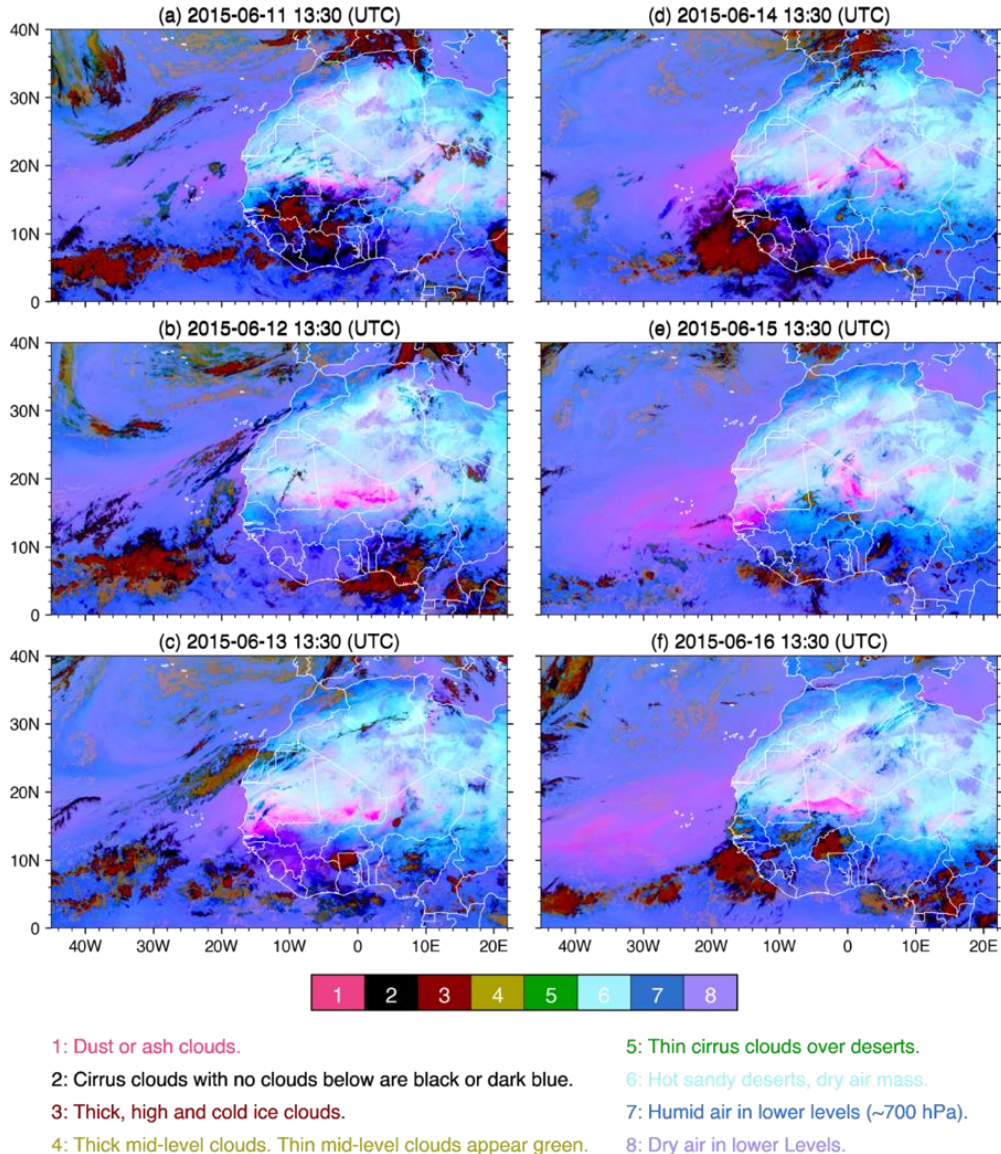 (a) 2015-06-11 13:30 (UTC)
(d) 2015-06-14 13:30 (UTC)
40N
30N
20N
10N
0
(b) 2015-06-12 13:30 (UTC)
(e) 2015-06-15 13:30 (UTC)
40N
30N
20N
10N
0
(c) 2015-06-13 13:30 (UTC)
(f) 2015-06-16 13:30 (UTC)
40N
30N
20N
10N
0
40W 30W 20W 10W 0 10E 20E
40W 30W 20W 10W 0 10E 20E
1 2 3 4 5 6 7 8
1: Dust or ash clouds.
2: Cirrus clouds with no clouds below are black or dark blue.
3: Thick, high and cold ice clouds.
4: Thick mid-level clouds. Thin mid-level clouds appear green.
5: Thin cirrus clouds over deserts.
6: Hot sandy deserts, dry air mass.
7: Humid air in lower levels (~700 hPa).
8: Dry air in lower Levels.